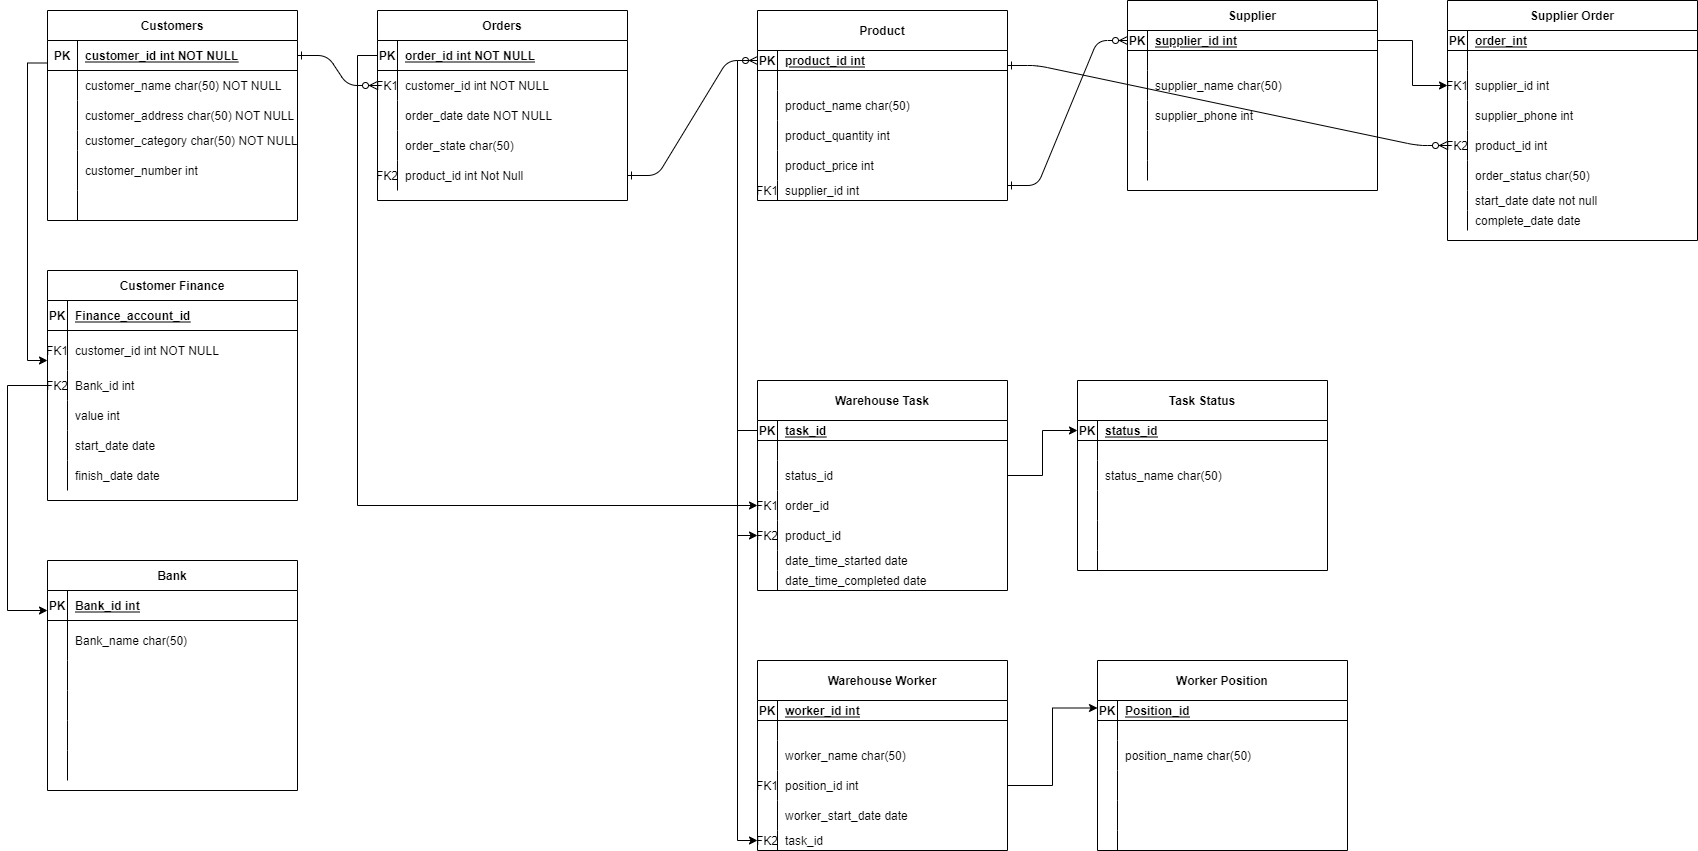 Customers
PK customer_id int NOT NULL
customer_name char(50) NOT NULL
customer_address char(50) NOT NULL
customer_category char(50) NOT NULL
customer_number int
Orders
PK order_id int NOT NULL
FK1 customer_id int NOT NULL
order_date date NOT NULL
order_state char(50)
FK2 product_id int Not Null
Product
PK product_id int
product_name char(50)
product_quantity int
product_price int
FK1 supplier_id int
Supplier
PK supplier_id int
supplier_name char(50)
supplier_phone int
Supplier Order
PK order_int
FK1 supplier_id int
supplier_phone int
FK2 product_id int
order_status char(50)
start_date date not null
complete_date date
Customer Finance
PK Finance_account_id
FK1 customer_id int NOT NULL
FK2 Bank_id int
value int
start_date date
finish_date date
Warehouse Task
PK task_id
status_id
FK1 order_id
FK2 product_id
date_time_started date
date_time_completed date
Task Status
PK status_id
status_name char(50)
Bank
PK Bank_id int
Bank_name char(50)
Warehouse Worker
PK worker_id int
worker_name char(50)
FK1 position_id int
worker_start_date date
FK2 task_id
Worker Position
PK Position_id
position_name char(50)